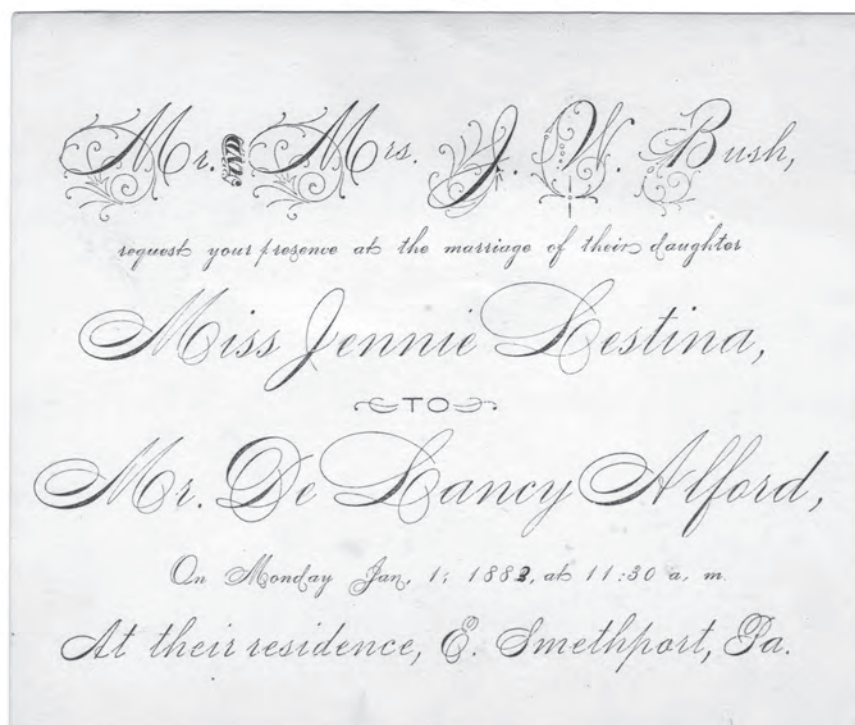 Mr. and Mrs. J. W. Bush,
request your presence at the marriage of their daughter
Miss Jennie Lestina,
TO
Mr. De Lancy Alford,
On Monday Jan. 1, 1883, at 11:30 a. m.
At their residence, E. Smethport, Pa.